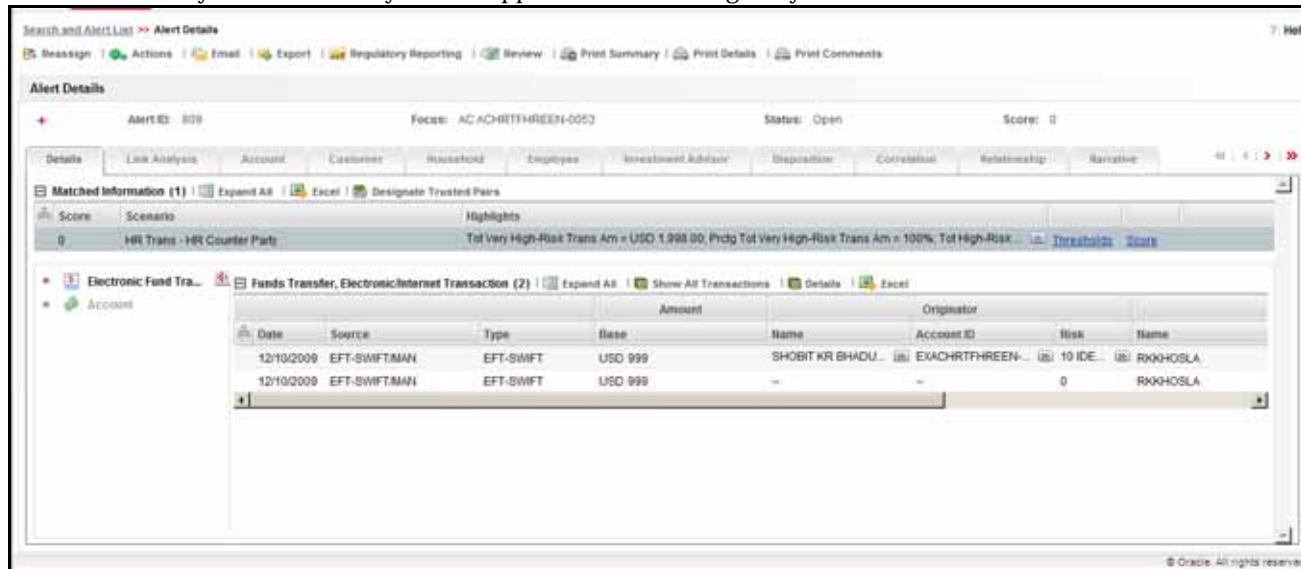 Search and Alert List >> Alert Details ? Hel
Reassign | Actions | Email | Export | Regulatory Reporting | Review | Print Summary | Print Details | Print Comments
Alert Details
+ Alert ID: 809 Focus: AC ACHRTFHREEN-0053 Status: Open Score: 0
Details Link Analysis Account Customer Household Employee Investment Advisor Disposition Correlation Relationship Narrative
Matched Information (1) | Expand All | Excel | Designate Trusted Pairs
Score Scenario Highlights
0 HR Trans - HR Counter Party Tot Very High-Risk Trans Am = USD 1,998.00; Prctg Tot Very High-Risk Trans Am = 100%; Tot High-Risk ... Thresholds Score
Electronic Fund Tra... Funds Transfer, Electronic/Internet Transaction (2) | Expand All | Show All Transactions | Details | Excel
Account
Amount Originator
Date Source Type Base Name Account ID Risk Name
12/10/2009 EFT-SWIFT/MAN EFT-SWIFT USD 999 SHOBIT KR BHADU... EXACHRTFHREEN-... 10 IDE... RKKHOSLA
12/10/2009 EFT-SWIFT/MAN EFT-SWIFT USD 999 -- -- 0 RKKHOSLA
© Oracle. All rights reserve